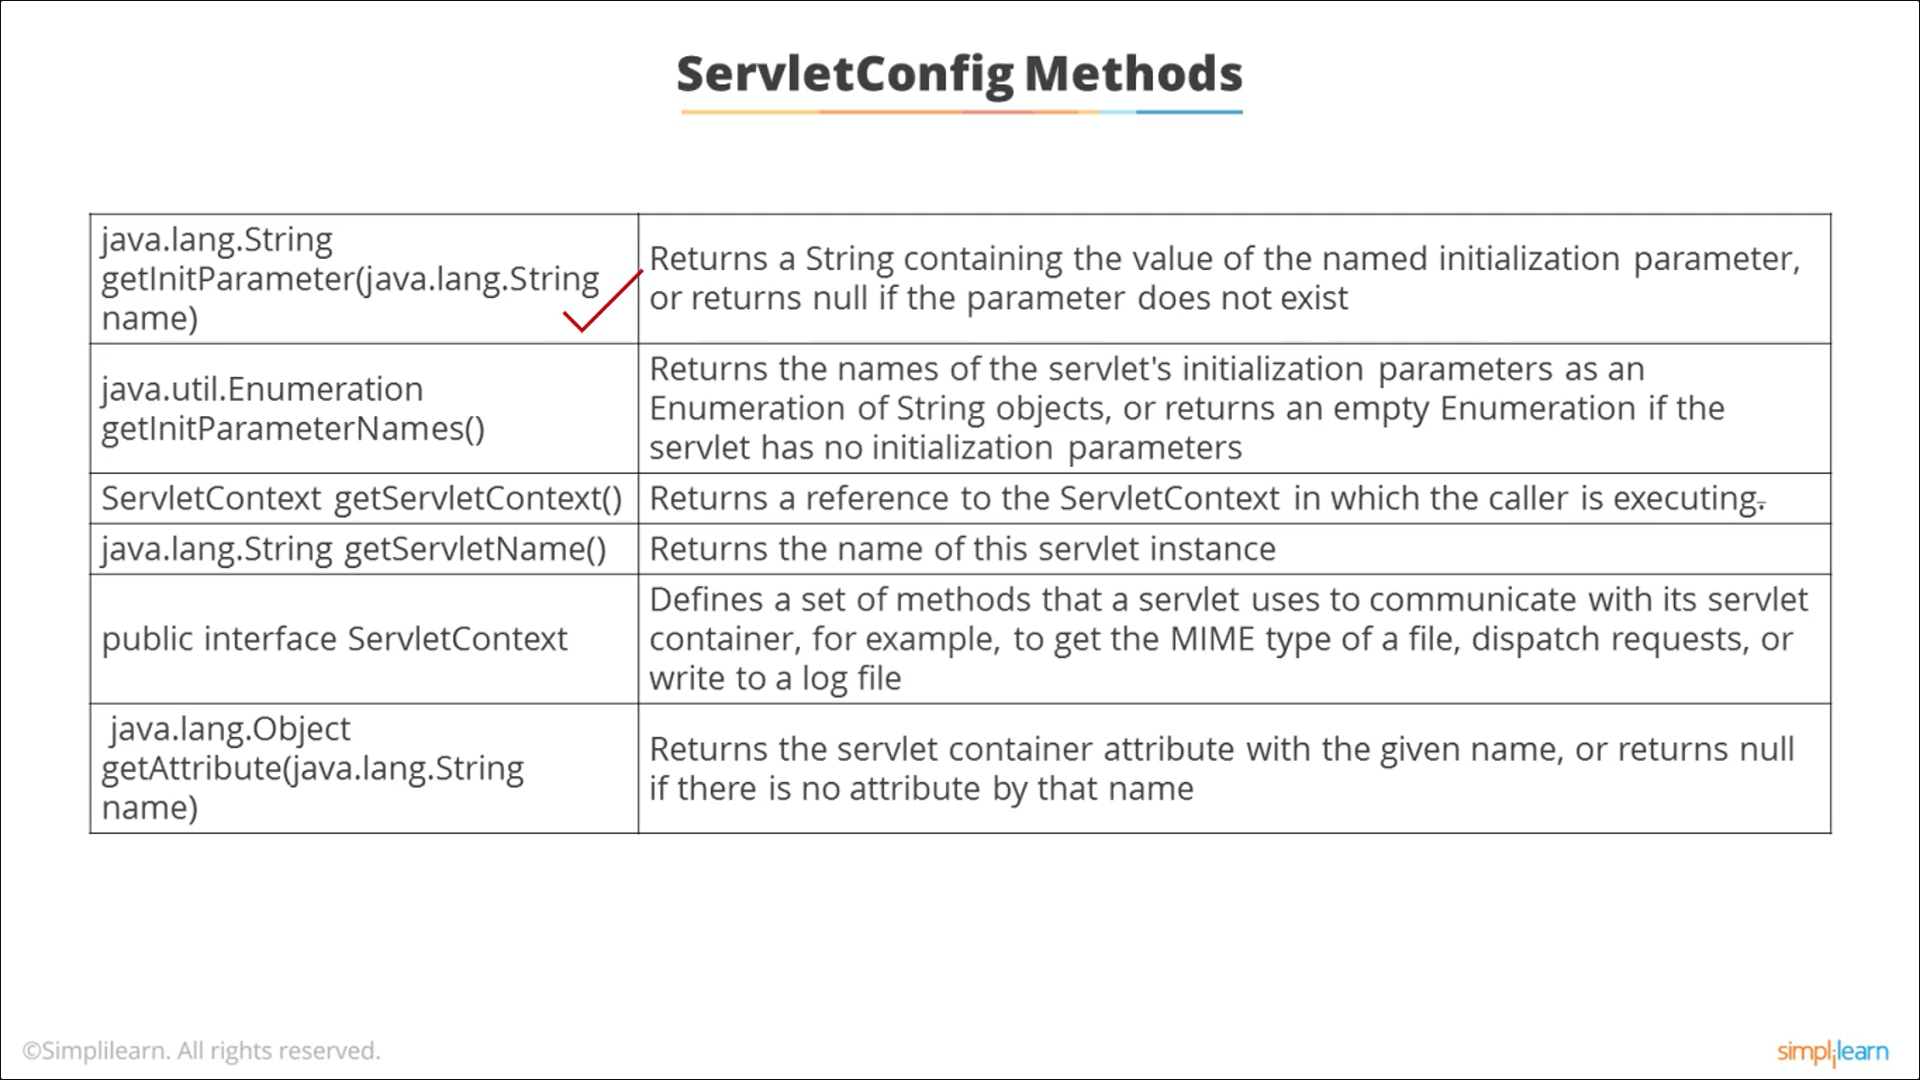 ServletConfig Methods
java.lang.String
getInitParameter(java.lang.String
name)
Returns a String containing the value of the named initialization parameter,
or returns null if the parameter does not exist
java.util.Enumeration
getInitParameterNames()
Returns the names of the servlet's initialization parameters as an
Enumeration of String objects, or returns an empty Enumeration if the
servlet has no initialization parameters
ServletContext getServletContext()
Returns a reference to the ServletContext in which the caller is executing.
java.lang.String getServletName()
Returns the name of this servlet instance
public interface ServletContext
Defines a set of methods that a servlet uses to communicate with its servlet
container, for example, to get the MIME type of a file, dispatch requests, or
write to a log file
java.lang.Object
getAttribute(java.lang.String
name)
Returns the servlet container attribute with the given name, or returns null
if there is no attribute by that name
©Simplilearn. All rights reserved.
simplilearn